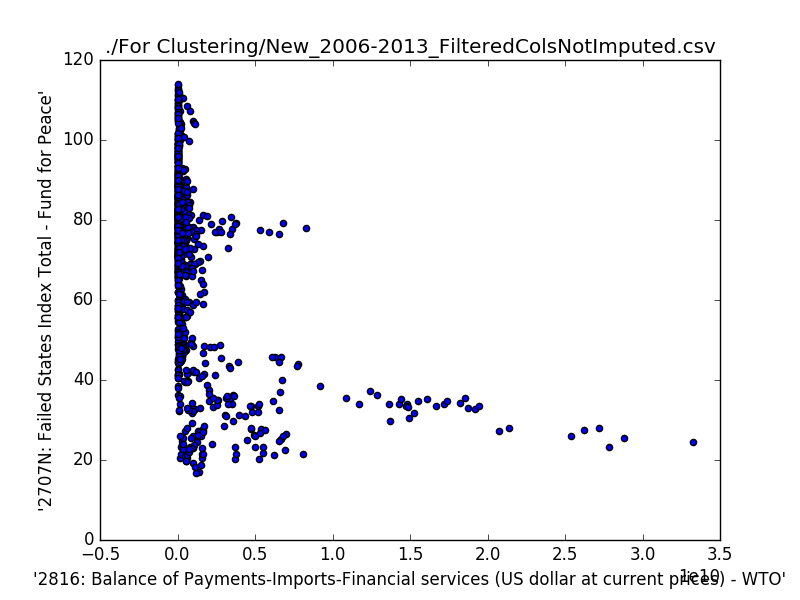 ./For Clustering/New_2006-2013_FilteredColsNotImputed.csv
120
100
80
60
40
20
0
'2707N: Failed States Index Total - Fund for Peace'
−0.5 0.0 0.5 1.0 1.5 2.0 2.5 3.0 3.5
1e10
'2816: Balance of Payments-Imports-Financial services (US dollar at current prices) - WTO'